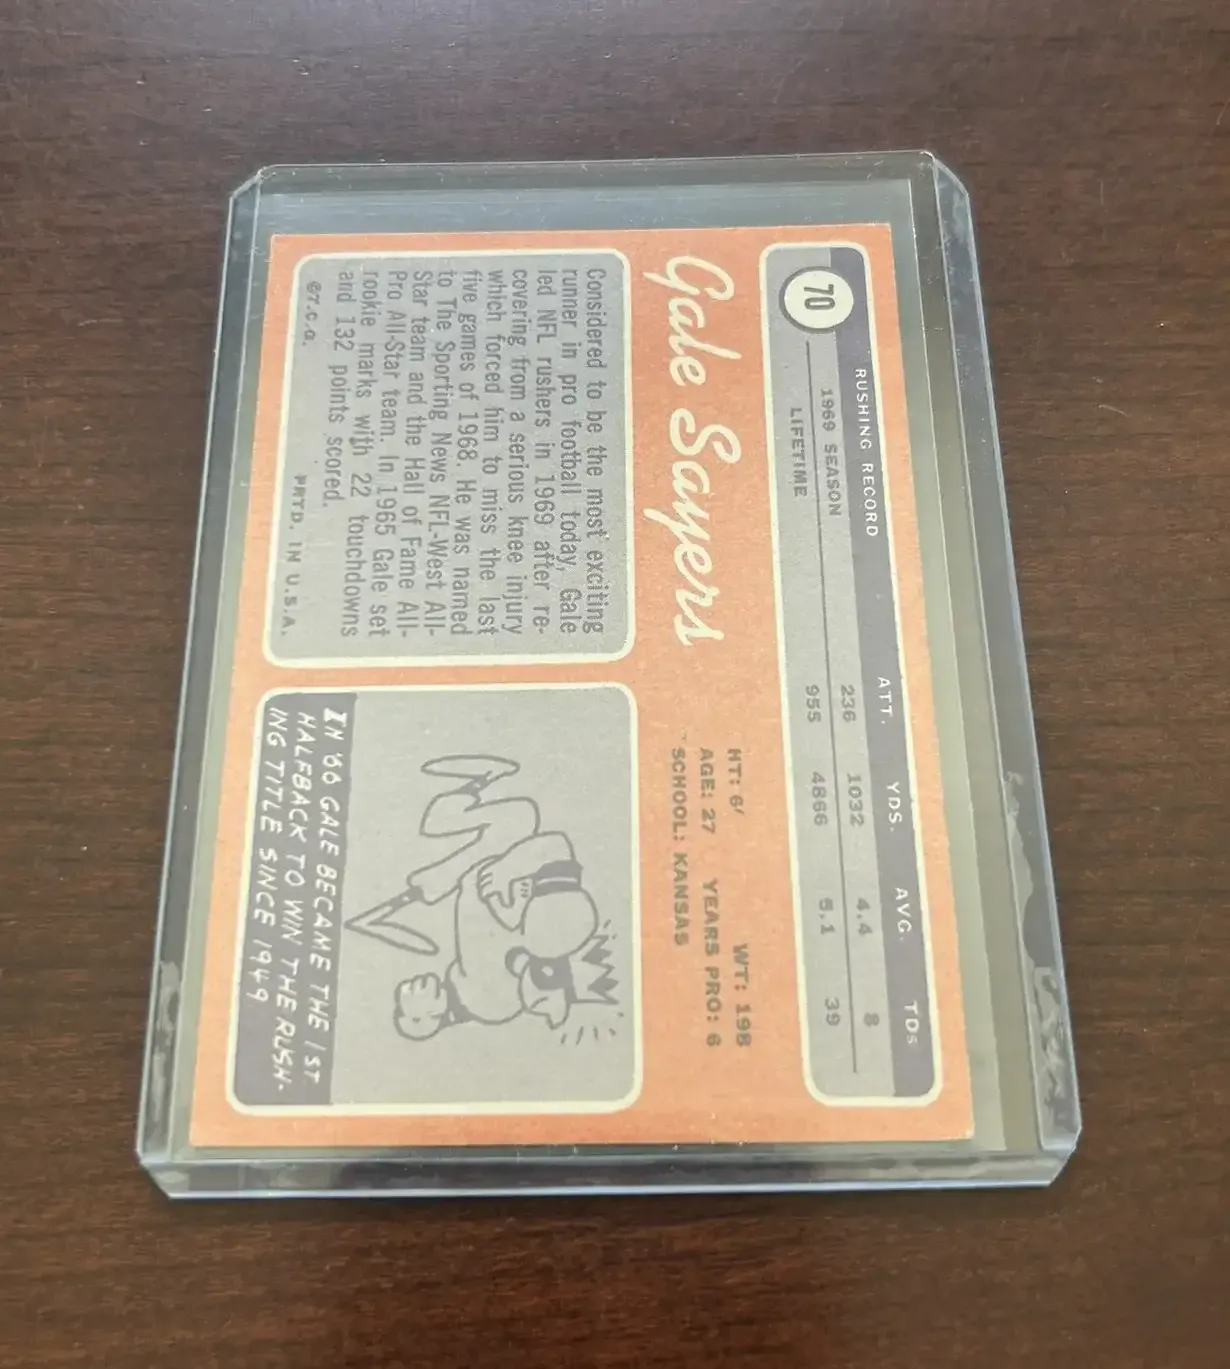 70
RUSHING RECORD ATT. YDS. AVG. TDs
1969 SEASON 236 1032 4.4 8
LIFETIME 955 4866 5.1 39
Gale Sayers
HT: 6' WT: 198
AGE: 27 YEARS PRO: 6
SCHOOL: KANSAS
Considered to be the most exciting
runner in pro football today, Gale
led NFL rushers in 1969 after re-
covering from a serious knee injury
which forced him to miss the last
five games of 1968. He was named
to The Sporting News NFL-West All-
Star team and the Hall of Fame All-
Pro All-Star team. In 1965 Gale set
rookie marks with 22 touchdowns
and 132 points scored.
©T.C.G. PRTD. IN U.S.A.
IN '66 GALE BECAME THE 1ST
HALFBACK TO WIN THE RUSH-
ING TITLE SINCE 1949